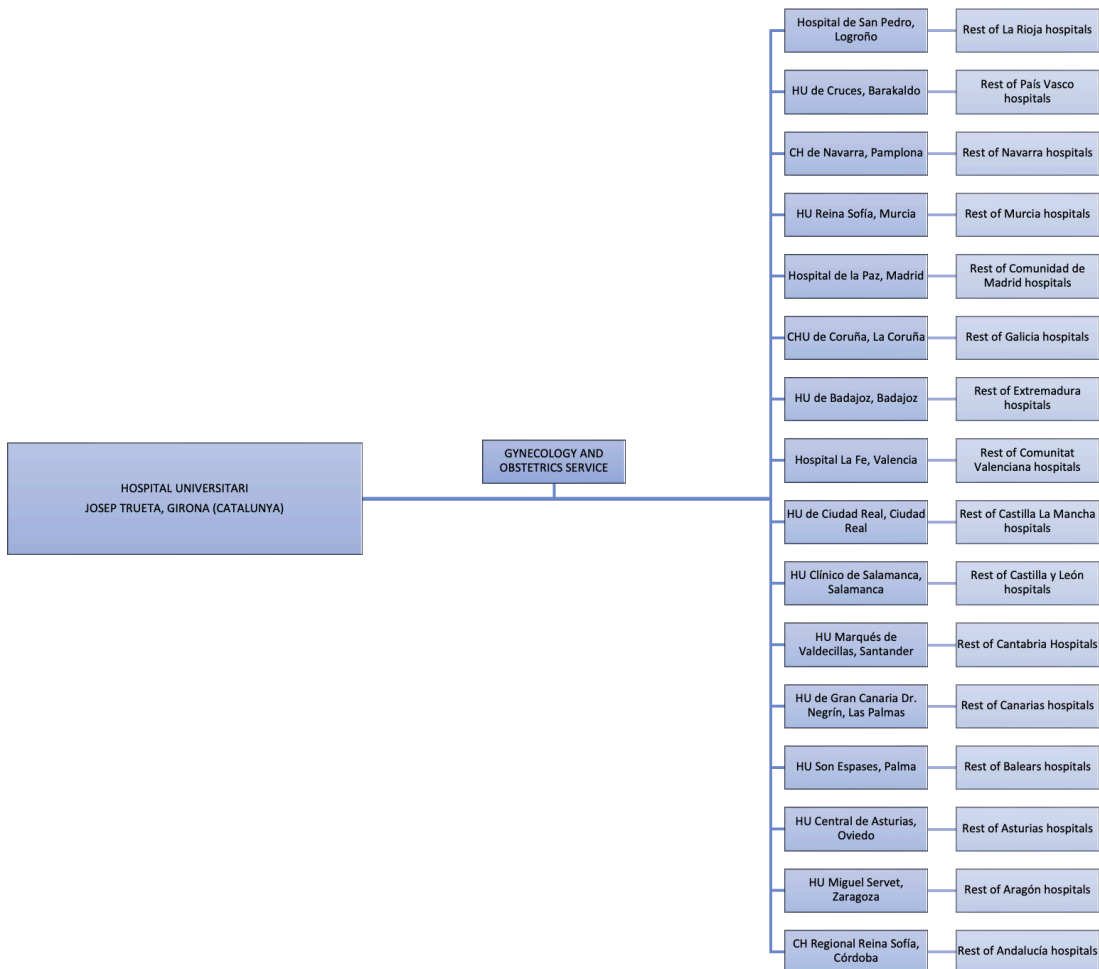 Hospital de San Pedro,
Logroño
Rest of La Rioja hospitals
HU de Cruces, Barakaldo
Rest of País Vasco
hospitals
CH de Navarra, Pamplona
Rest of Navarra hospitals
HU Reina Sofía, Murcia
Rest of Murcia hospitals
Hospital de la Paz, Madrid
Rest of Comunidad de
Madrid hospitals
CHU de Coruña, La Coruña
Rest of Galicia hospitals
HU de Badajoz, Badajoz
Rest of Extremadura
hospitals
HOSPITAL UNIVERSITARI
JOSEP TRUETA, GIRONA (CATALUNYA)
GYNECOLOGY AND
OBSTETRICS SERVICE
Hospital La Fe, Valencia
Rest of Comunitat
Valenciana hospitals
HU de Ciudad Real, Ciudad
Real
Rest of Castilla La Mancha
hospitals
HU Clínico de Salamanca,
Salamanca
Rest of Castilla y León
hospitals
HU Marqués de
Valdecillas, Santander
Rest of Cantabria Hospitals
HU de Gran Canaria Dr.
Negrín, Las Palmas
Rest of Canarias hospitals
HU Son Espases, Palma
Rest of Balears hospitals
HU Central de Asturias,
Oviedo
Rest of Asturias hospitals
HU Miguel Servet,
Zaragoza
Rest of Aragón hospitals
CH Regional Reina Sofía,
Córdoba
Rest of Andalucía hospitals